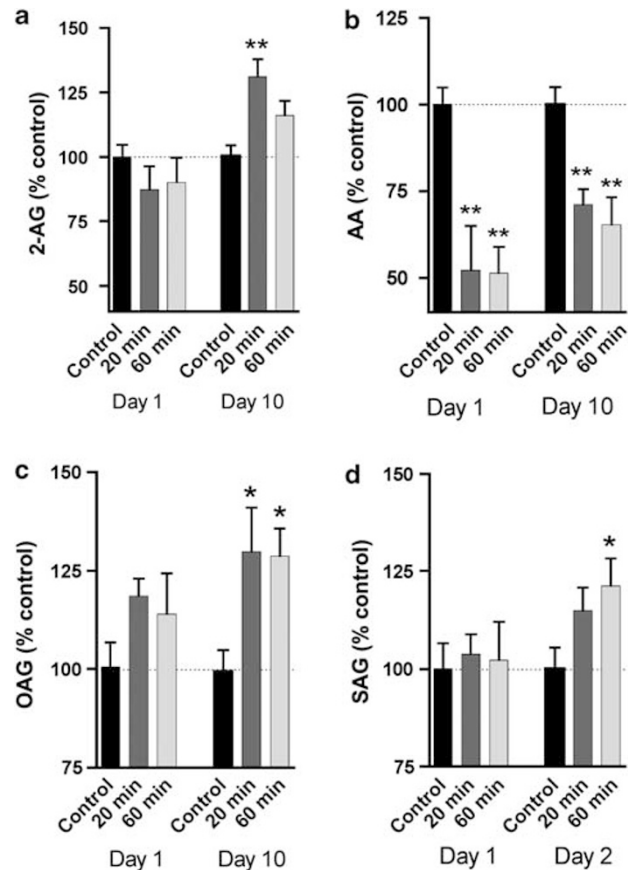 a
2-AG (% control)
150
125
100
75
50
**
Control
20 min
60 min
Control
20 min
60 min
Day 1
Day 10
b
AA (% control)
125
100
75
50
**
**
**
**
Control
20 min
60 min
Control
20 min
60 min
Day 1
Day 10
c
OAG (% control)
150
125
100
75
*
*
Control
20 min
60 min
Control
20 min
60 min
Day 1
Day 10
d
SAG (% control)
150
125
100
75
*
Control
20 min
60 min
Control
20 min
60 min
Day 1
Day 2